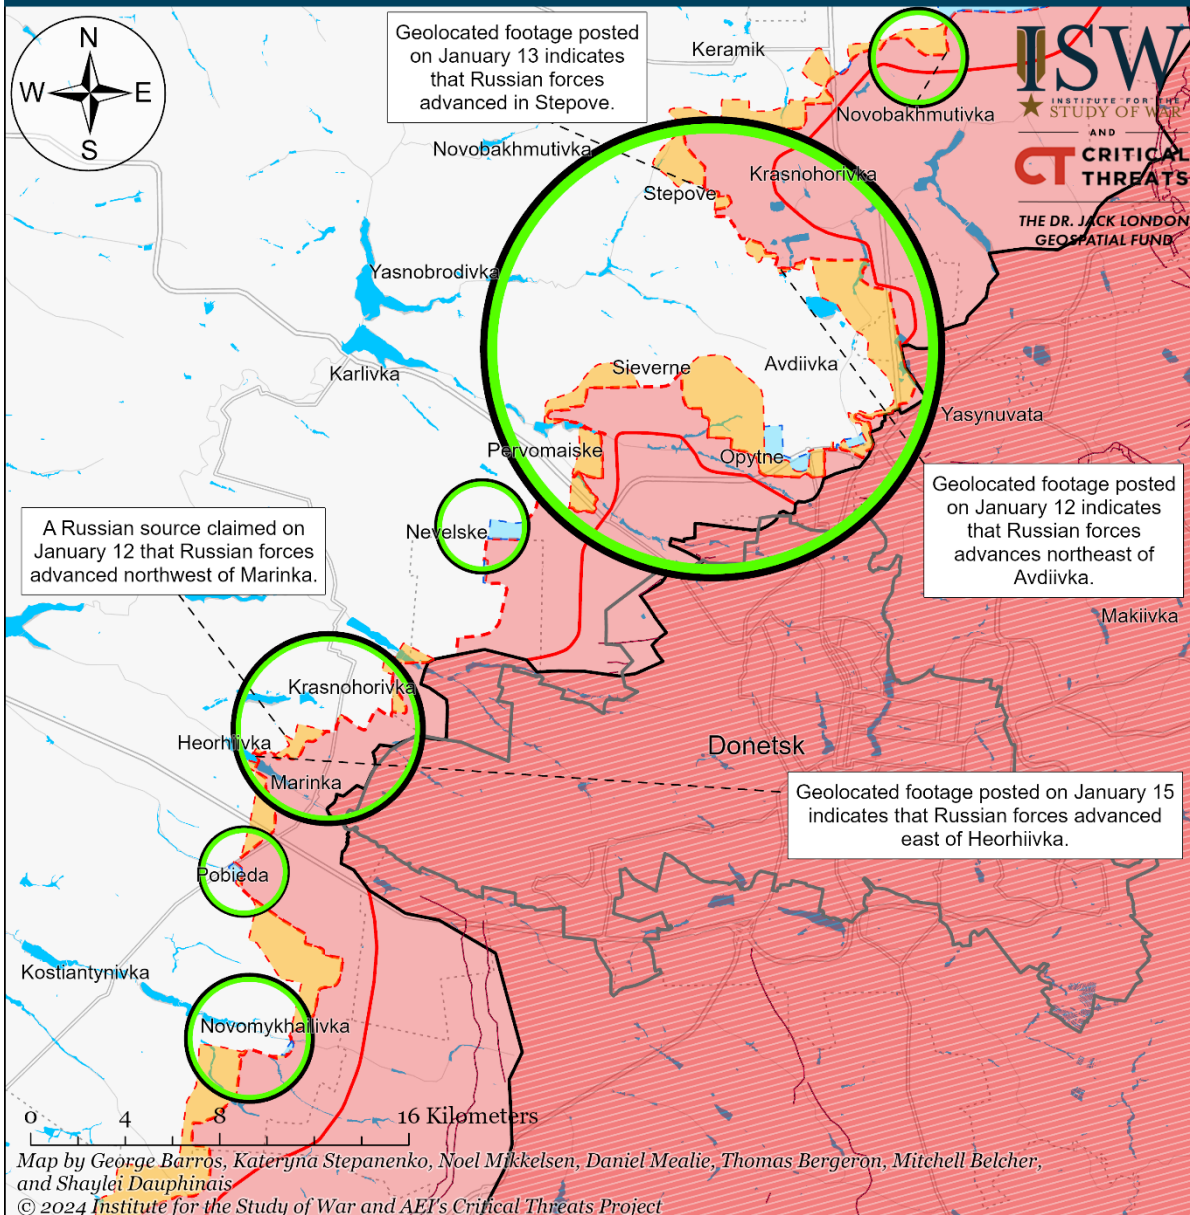 N
W
E
S
Geolocated footage posted
on January 13 indicates
that Russian forces
advanced in Stepove.
Keramik
ISW
INSTITUTE FOR THE
STUDY OF WAR
AND
CT CRITICAL
THREATS
THE DR. JACK LONDON
GEOSPATIAL FUND
Novobakhmutivka
Novobakhmutivka
Krasnohorivka
Stepove
Yasnobrodivka
Karlivka
Sieverne
Avdiivka
Yasynuvata
Pervomaiske
Opytne
Geolocated footage posted
on January 12 indicates
that Russian forces
advances northeast of
Avdiivka.
Nevelske
A Russian source claimed on
January 12 that Russian forces
advanced northwest of Marinka.
Makiivka
Krasnohorivka
Heorhiivka
Donetsk
Marinka
Geolocated footage posted on January 15
indicates that Russian forces advanced
east of Heorhiivka.
Pobieda
Kostiantynivka
Novomykhailivka
0 4 8 16 Kilometers
Map by George Barros, Kateryna Stepanenko, Noel Mikkelsen, Daniel Mealie, Thomas Bergeron, Mitchell Belcher,
and Shaylei Dauphinais
© 2024 Institute for the Study of War and AEI's Critical Threats Project